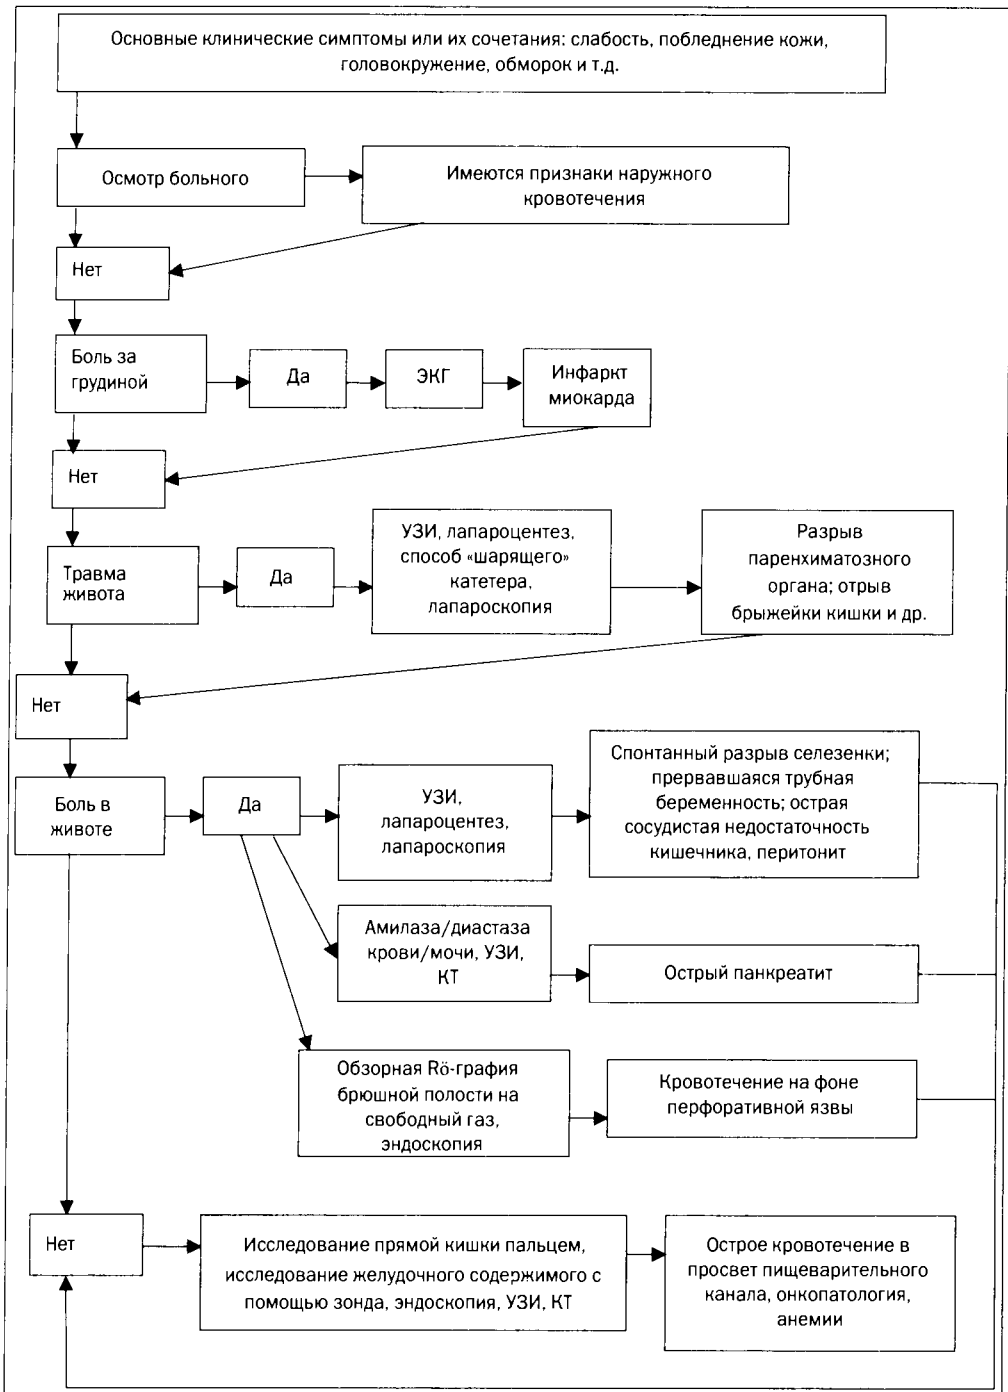 Основные клинические симптомы или их сочетания: слабость, побледнение кожи,
головокружение, обморок и т.д.
Осмотр больного
Имеются признаки наружного
кровотечения
Нет
Боль за
грудиной
Да
ЭКГ
Инфаркт
миокарда
Нет
Травма
живота
Да
УЗИ, лапароцентез,
способ «шарящего»
катетера,
лапароскопия
Разрыв
паренхиматозного
органа; отрыв
брыжейки кишки и др.
Нет
Боль в
животе
Да
УЗИ,
лапароцентез,
лапароскопия
Спонтанный разрыв селезенки;
прервавшаяся трубная
беременность; острая
сосудистая недостаточность
кишечника, перитонит
Амилаза/диастаза
крови/мочи, УЗИ,
КТ
Острый панкреатит
Обзорная Rö-графия
брюшной полости на
свободный газ,
эндоскопия
Кровотечение на фоне
перфоративной язвы
Нет
Исследование прямой кишки пальцем,
исследование желудочного содержимого с
помощью зонда, эндоскопия, УЗИ, КТ
Острое кровотечение в
просвет пищеварительного
канала, онкопатология,
анемии